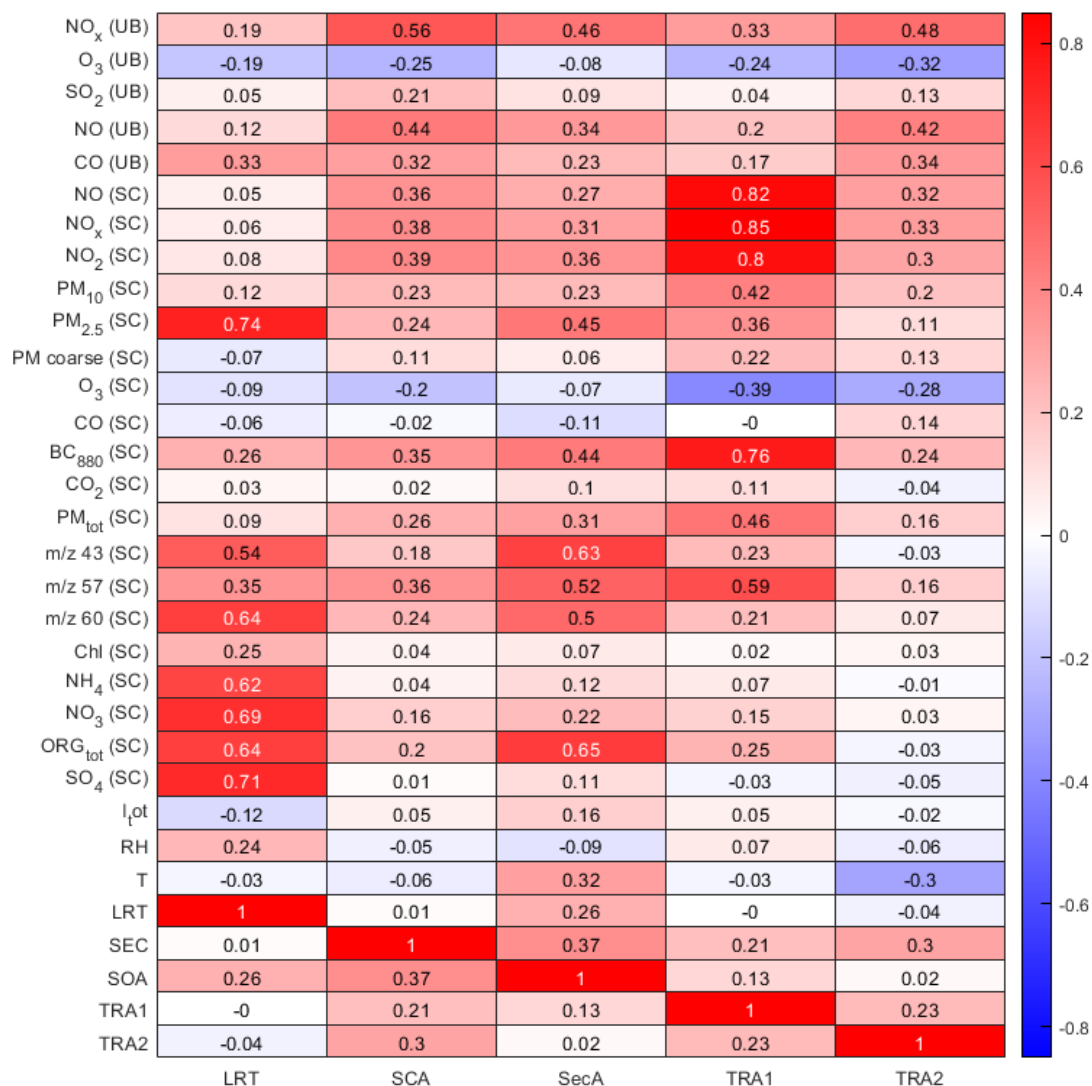 NOx (UB) 0.19 0.56 0.46 0.33 0.48
O3 (UB) -0.19 -0.25 -0.08 -0.24 -0.32
SO2 (UB) 0.05 0.21 0.09 0.04 0.13
NO (UB) 0.12 0.44 0.34 0.2 0.42
CO (UB) 0.33 0.32 0.23 0.17 0.34
NO (SC) 0.05 0.36 0.27 0.82 0.32
NOx (SC) 0.06 0.38 0.31 0.85 0.33
NO2 (SC) 0.08 0.39 0.36 0.8 0.3
PM10 (SC) 0.12 0.23 0.23 0.42 0.2
PM2.5 (SC) 0.74 0.24 0.45 0.36 0.11
PM coarse (SC) -0.07 0.11 0.06 0.22 0.13
O3 (SC) -0.09 -0.2 -0.07 -0.39 -0.28
CO (SC) -0.06 -0.02 -0.11 -0 0.14
BC880 (SC) 0.26 0.35 0.44 0.76 0.24
CO2 (SC) 0.03 0.02 0.1 0.11 -0.04
PMtot (SC) 0.09 0.26 0.31 0.46 0.16
m/z 43 (SC) 0.54 0.18 0.63 0.23 -0.03
m/z 57 (SC) 0.35 0.36 0.52 0.59 0.16
m/z 60 (SC) 0.64 0.24 0.5 0.21 0.07
Chl (SC) 0.25 0.04 0.07 0.02 0.03
NH4 (SC) 0.62 0.04 0.12 0.07 -0.01
NO3 (SC) 0.69 0.16 0.22 0.15 0.03
ORGtot (SC) 0.64 0.2 0.65 0.25 -0.03
SO4 (SC) 0.71 0.01 0.11 -0.03 -0.05
Itot -0.12 0.05 0.16 0.05 -0.02
RH 0.24 -0.05 -0.09 0.07 -0.06
T -0.03 -0.06 0.32 -0.03 -0.3
LRT 1 0.01 0.26 -0 -0.04
SEC 0.01 1 0.37 0.21 0.3
SOA 0.26 0.37 1 0.13 0.02
TRA1 -0 0.21 0.13 1 0.23
TRA2 -0.04 0.3 0.02 0.23 1
LRT SCA SecA TRA1 TRA2
0.8
0.6
0.4
0.2
0
-0.2
-0.4
-0.6
-0.8